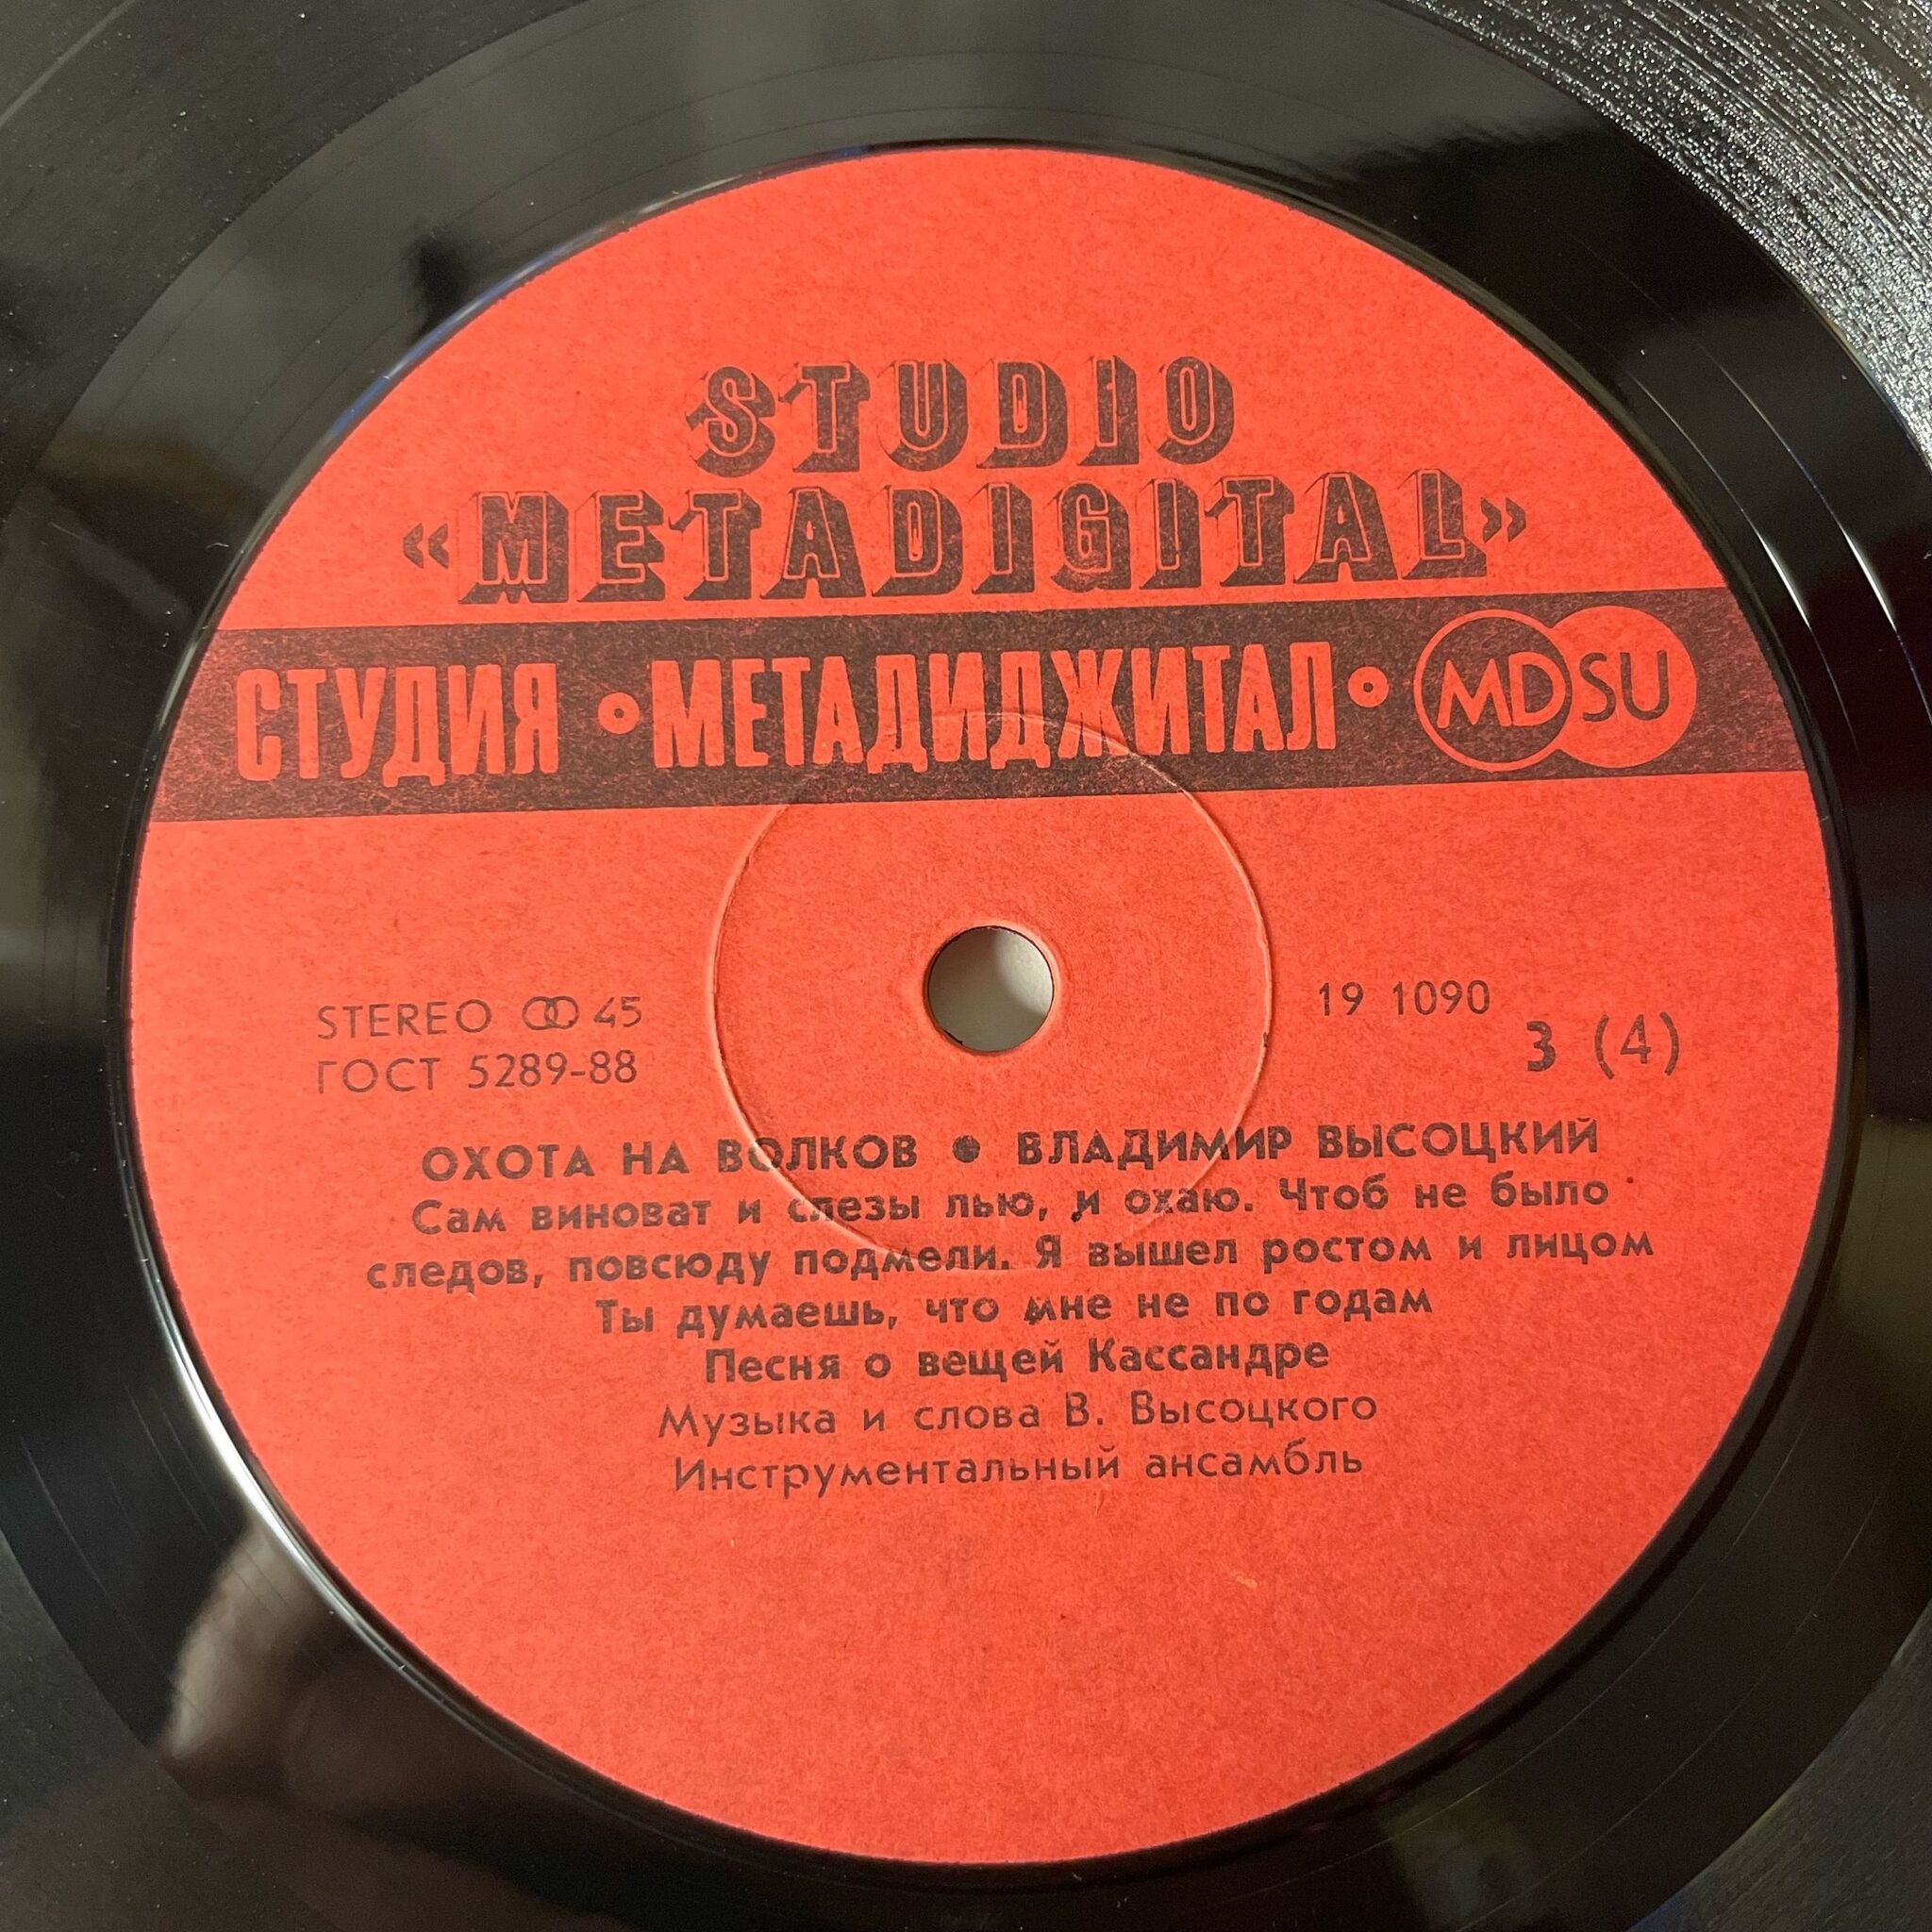 STUDIO
«METADIGITAL»
СТУДИЯ •МЕТАДИДЖИТАЛ• MD SU
STEREO 45
19 1090
ГОСТ 5289-88
3 (4)
ОХОТА НА ВОЛКОВ • ВЛАДИМИР ВЫСОЦКИЙ
Сам виноват и слезы лью, и охаю. Чтоб не было
следов, повсюду подмели. Я вышел ростом и лицом
Ты думаешь, что мне не по годам
Песня о вещей Кассандре
Музыка и слова В. Высоцкого
Инструментальный ансамбль